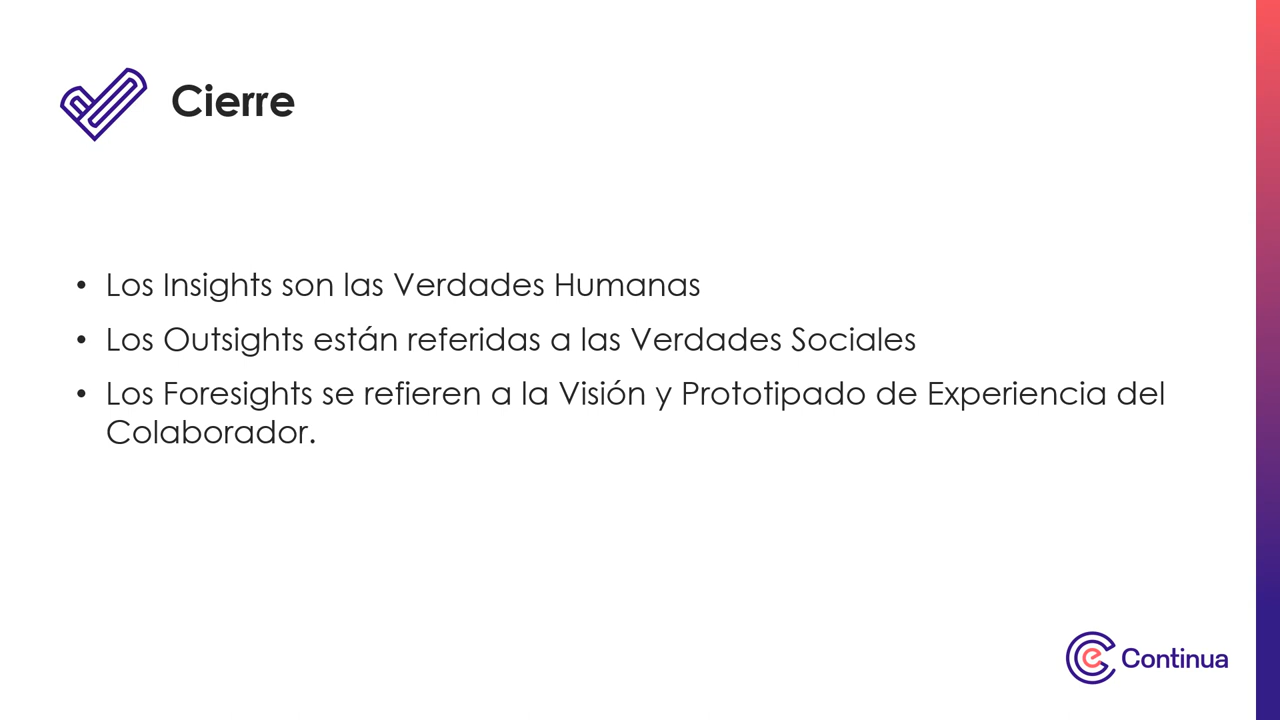 Cierre
• Los Insights son las Verdades Humanas
• Los Outsights están referidas a las Verdades Sociales
• Los Foresights se refieren a la Visión y Prototipado de Experiencia del
Colaborador.
Continua